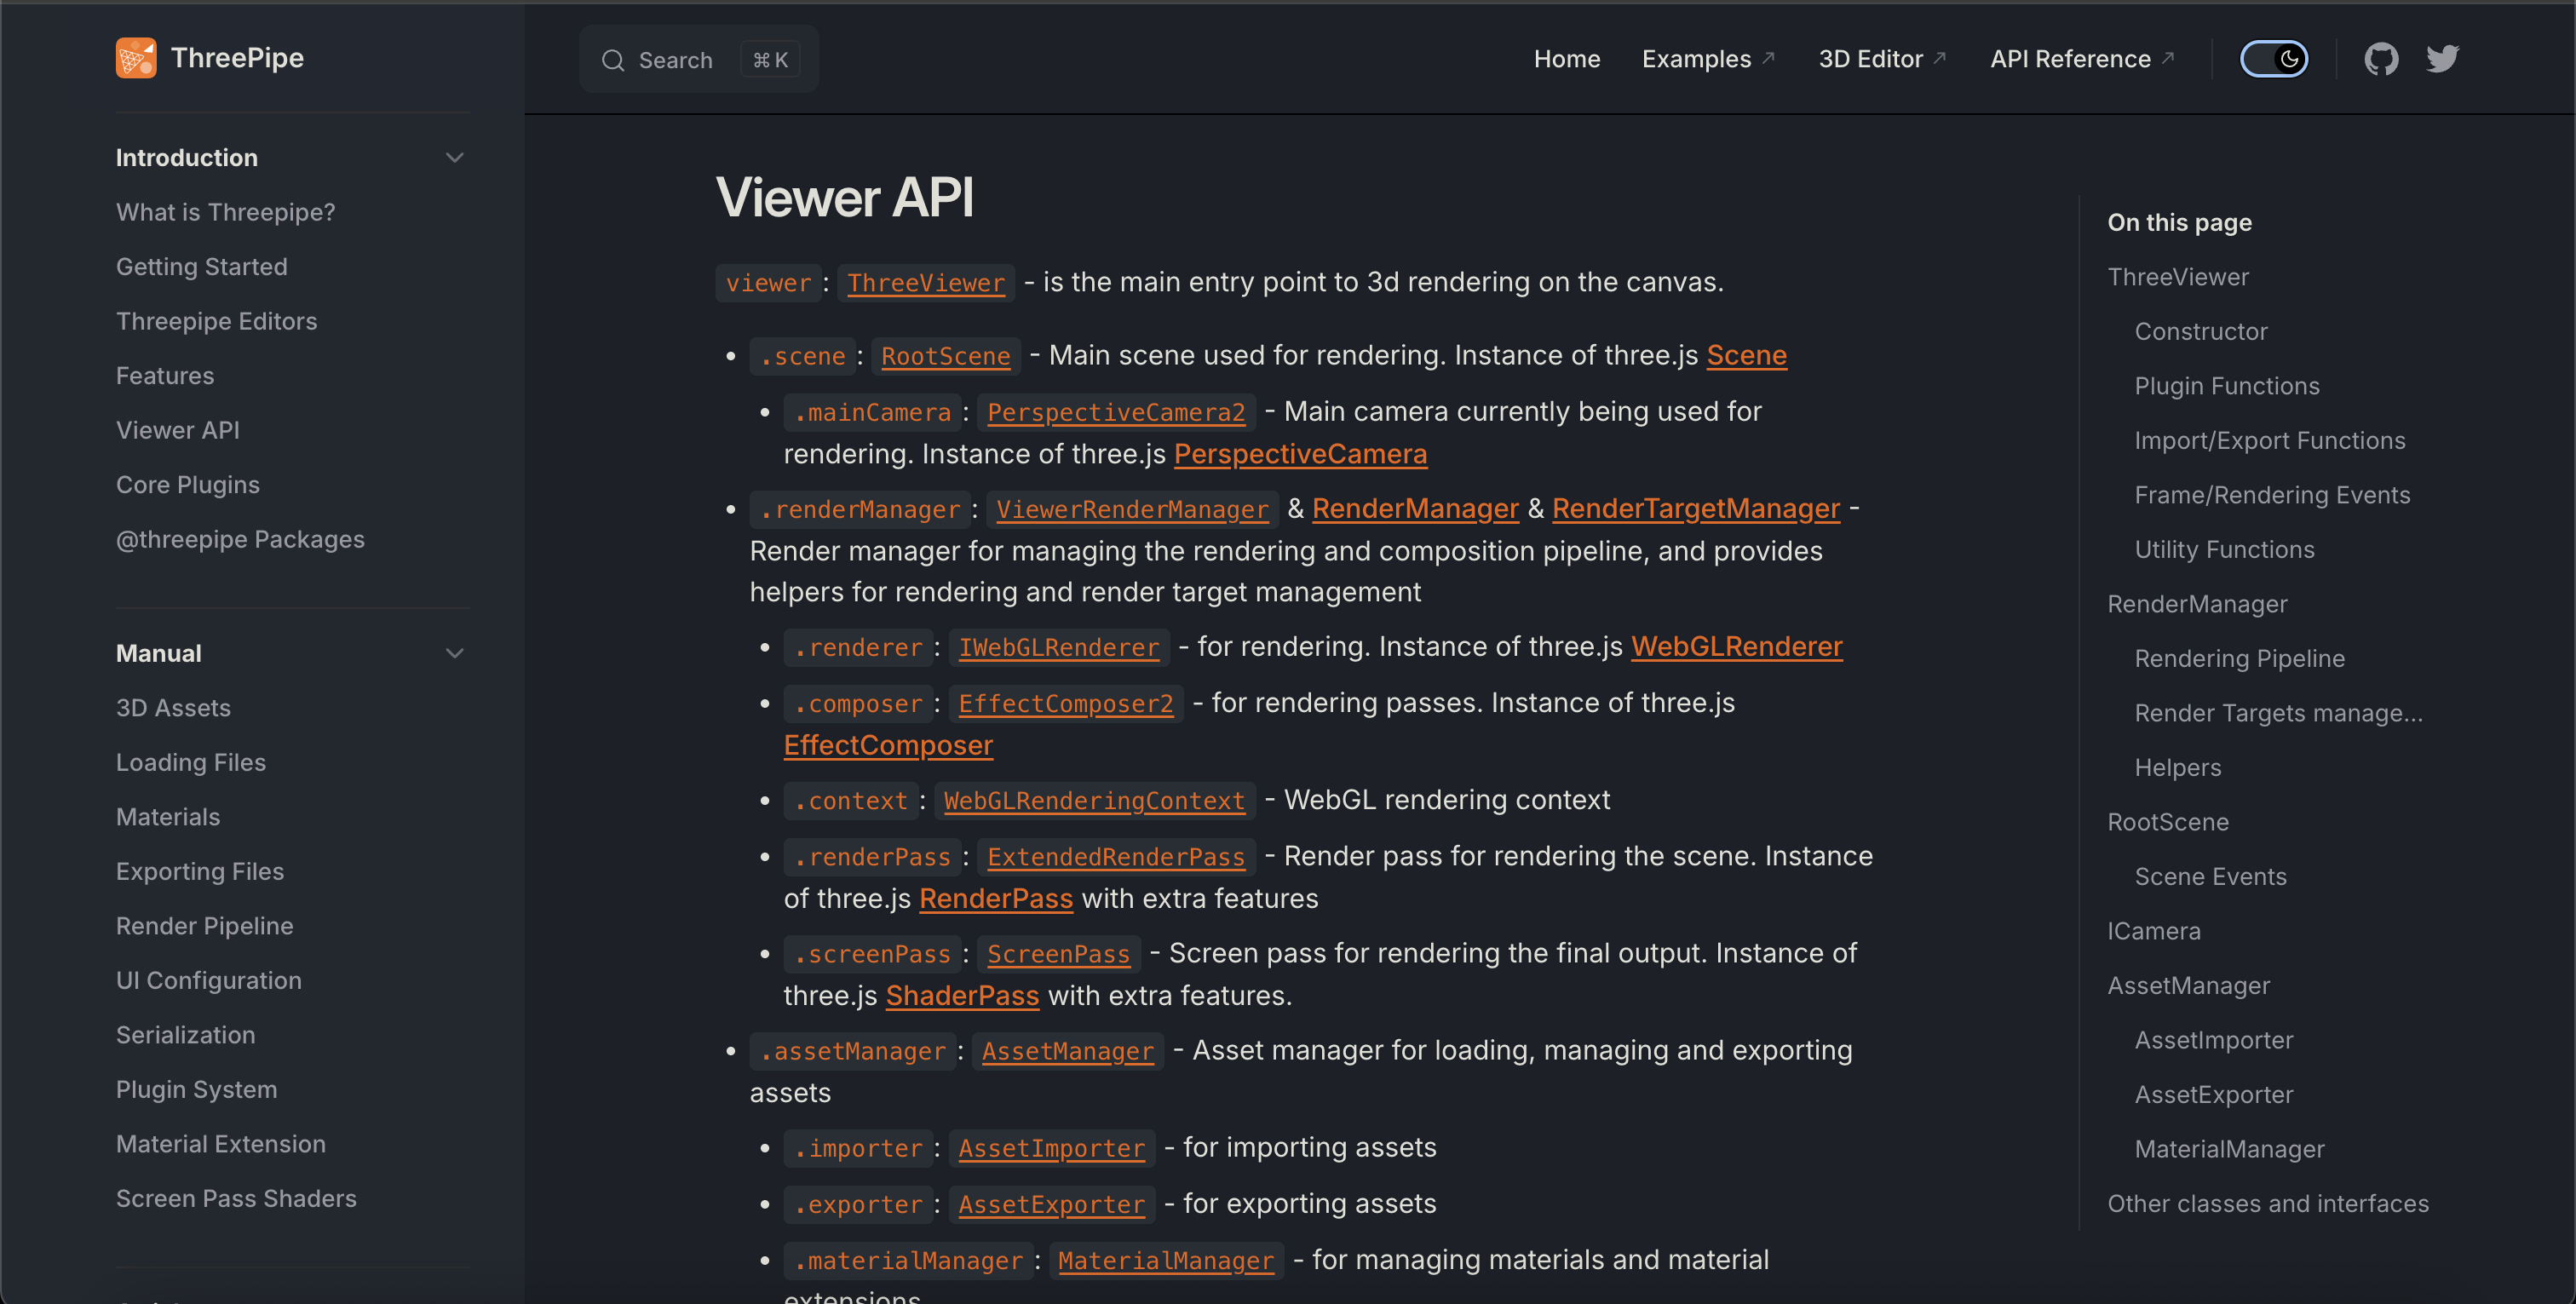 ThreePipe
Search ⌘ K
Home
Examples
3D Editor
API Reference
Introduction
What is Threepipe?
Getting Started
Threepipe Editors
Features
Viewer API
Core Plugins
@threepipe Packages
Manual
3D Assets
Loading Files
Materials
Exporting Files
Render Pipeline
UI Configuration
Serialization
Plugin System
Material Extension
Screen Pass Shaders
Viewer API
viewer: ThreeViewer - is the main entry point to 3d rendering on the canvas.
.scene: RootScene - Main scene used for rendering. Instance of three.js Scene
.mainCamera: PerspectiveCamera2 - Main camera currently being used for
rendering. Instance of three.js PerspectiveCamera
.renderManager: ViewerRenderManager & RenderManager & RenderTargetManager -
Render manager for managing the rendering and composition pipeline, and provides
helpers for rendering and render target management
.renderer: IWebGLRenderer - for rendering. Instance of three.js WebGLRenderer
.composer: EffectComposer2 - for rendering passes. Instance of three.js
EffectComposer
.context: WebGLRenderingContext - WebGL rendering context
.renderPass: ExtendedRenderPass - Render pass for rendering the scene. Instance
of three.js RenderPass with extra features
.screenPass: ScreenPass - Screen pass for rendering the final output. Instance of
three.js ShaderPass with extra features.
.assetManager: AssetManager - Asset manager for loading, managing and exporting
assets
.importer: AssetImporter - for importing assets
.exporter: AssetExporter - for exporting assets
.materialManager: MaterialManager - for managing materials and material
extensions
On this page
ThreeViewer
Constructor
Plugin Functions
Import/Export Functions
Frame/Rendering Events
Utility Functions
RenderManager
Rendering Pipeline
Render Targets manage...
Helpers
RootScene
Scene Events
ICamera
AssetManager
AssetImporter
AssetExporter
MaterialManager
Other classes and interfaces